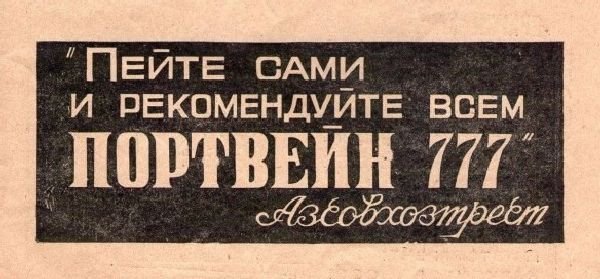 "Пейте сами
и рекомендуйте всем
ПОРТВЕЙН 777"
Азсовхозтрест